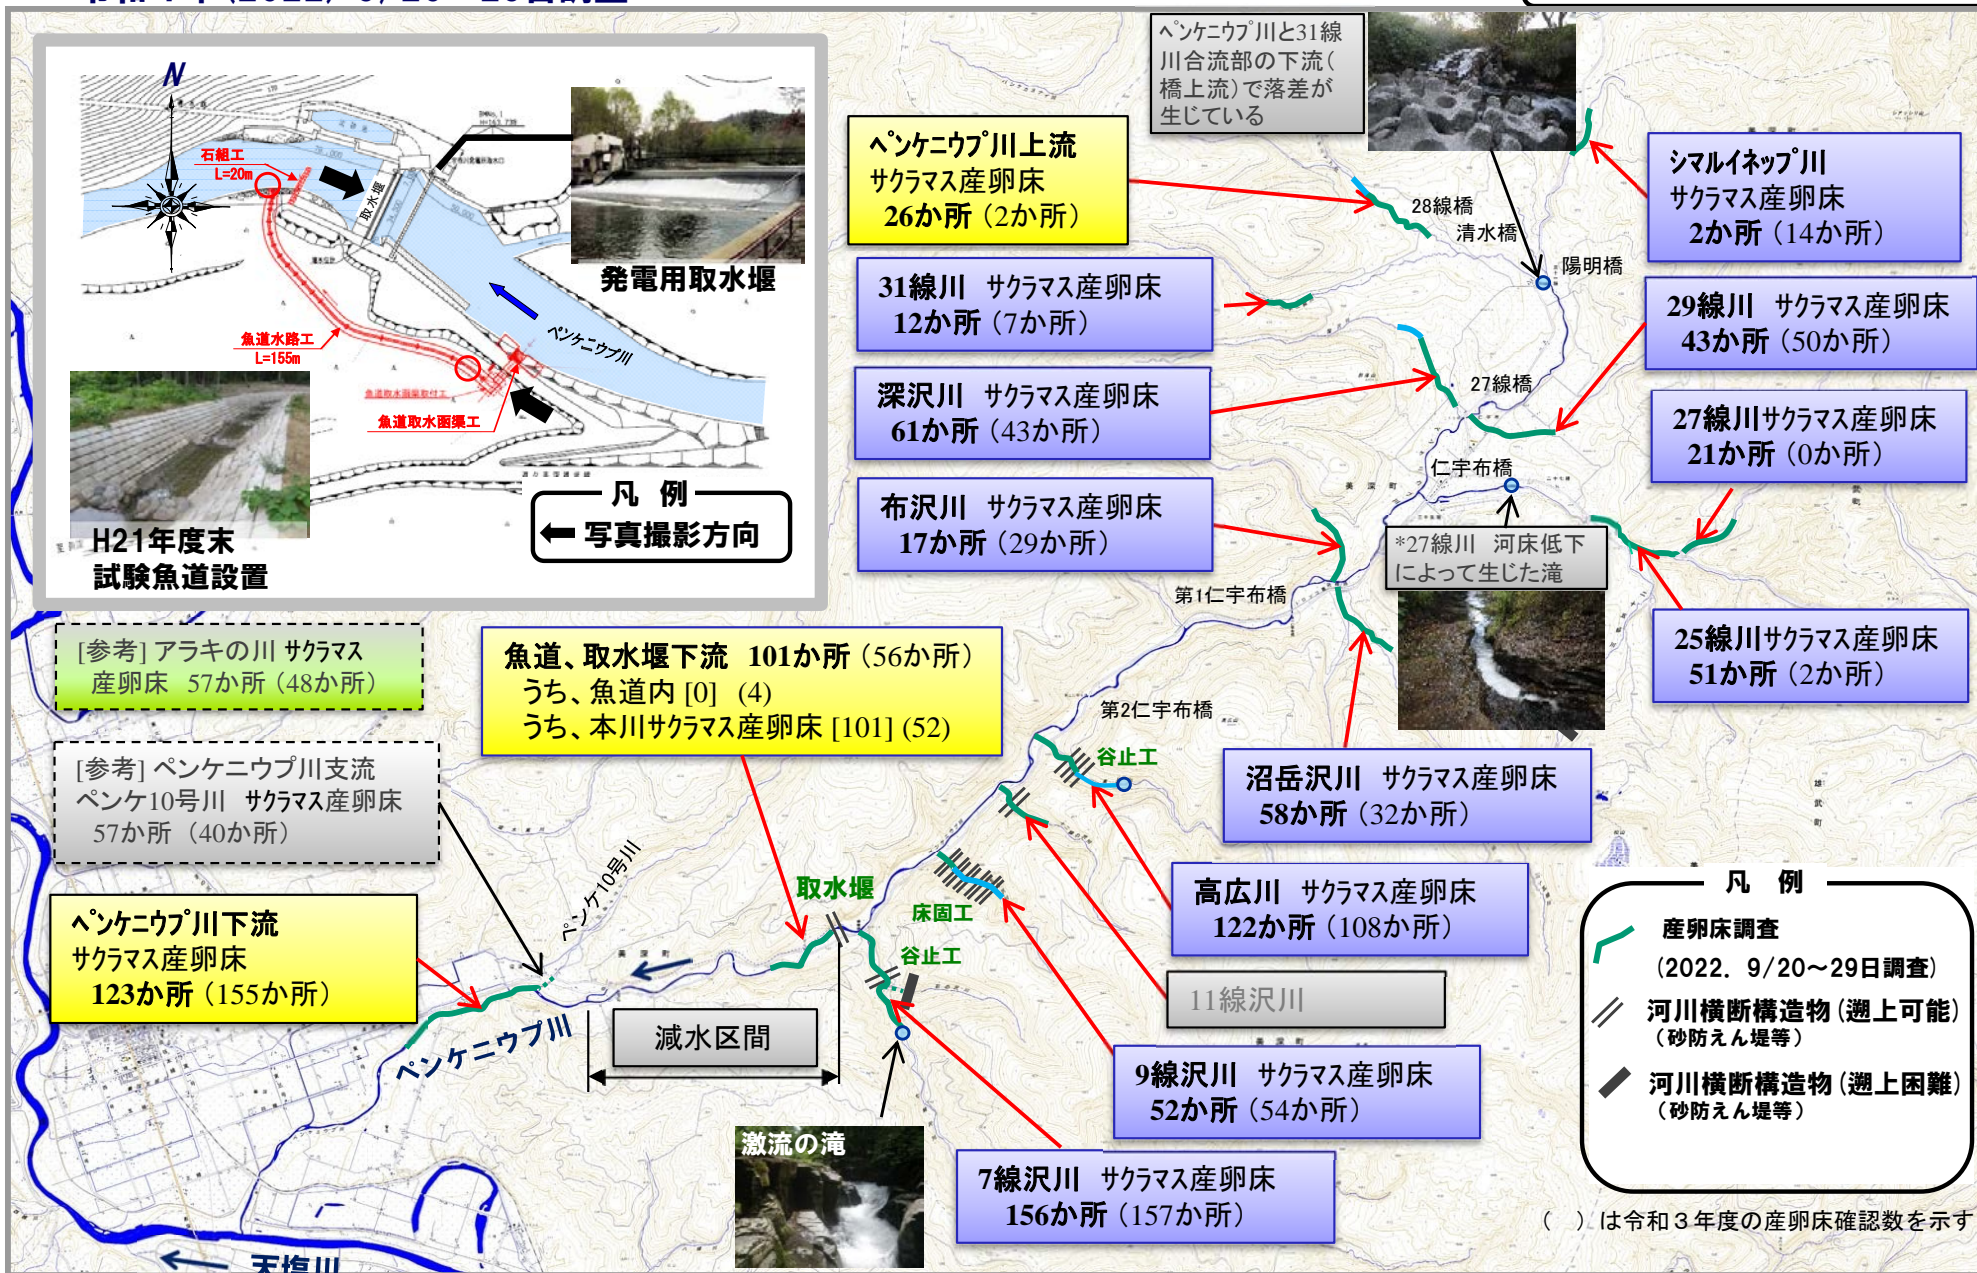 ペンケニウプ川と31線
川合流部の下流(
橋上流)で落差が
生じている
N
石組工
L=20m
取水堰
発電用取水堰
ペンケニウプ川
魚道水路工
L=155m
魚道取水函渠取付工
魚道取水函渠工
H21年度末
試験魚道設置
凡 例
写真撮影方向
ペンケニウプ川上流
サクラマス産卵床
26か所 (2か所)
28線橋
清水橋
陽明橋
シマルイネップ川
サクラマス産卵床
2か所 (14か所)
31線川 サクラマス産卵床
12か所 (7か所)
29線川 サクラマス産卵床
43か所 (50か所)
深沢川 サクラマス産卵床
61か所 (43か所)
27線橋
27線川サクラマス産卵床
21か所 (0か所)
仁宇布橋
美深町
布沢川 サクラマス産卵床
17か所 (29か所)
*27線川 河床低下
によって生じた滝
第1仁宇布橋
25線川サクラマス産卵床
51か所 (2か所)
[参考] アラキの川 サクラマス
産卵床 57か所 (48か所)
魚道、取水堰下流 101か所 (56か所)
うち、魚道内 [0] (4)
うち、本川サクラマス産卵床 [101] (52)
第2仁宇布橋
谷止工
[参考] ペンケニウプ川支流
ペンケ10号川 サクラマス産卵床
57か所 (40か所)
沼岳沢川 サクラマス産卵床
58か所 (32か所)
雄武町
ペンケ10号川
取水堰
床固工
谷止工
高広川 サクラマス産卵床
122か所 (108か所)
ペンケニウプ川下流
サクラマス産卵床
123か所 (155か所)
美深町
11線沢川
美深町
ペンケニウプ川
減水区間
9線沢川 サクラマス産卵床
52か所 (54か所)
激流の滝
7線沢川 サクラマス産卵床
156か所 (157か所)
凡 例
産卵床調査
(2022. 9/20～29日調査)
河川横断構造物(遡上可能)
(砂防えん堤等)
河川横断構造物(遡上困難)
(砂防えん堤等)
( )は令和3年度の産卵床確認数を示す
天塩川